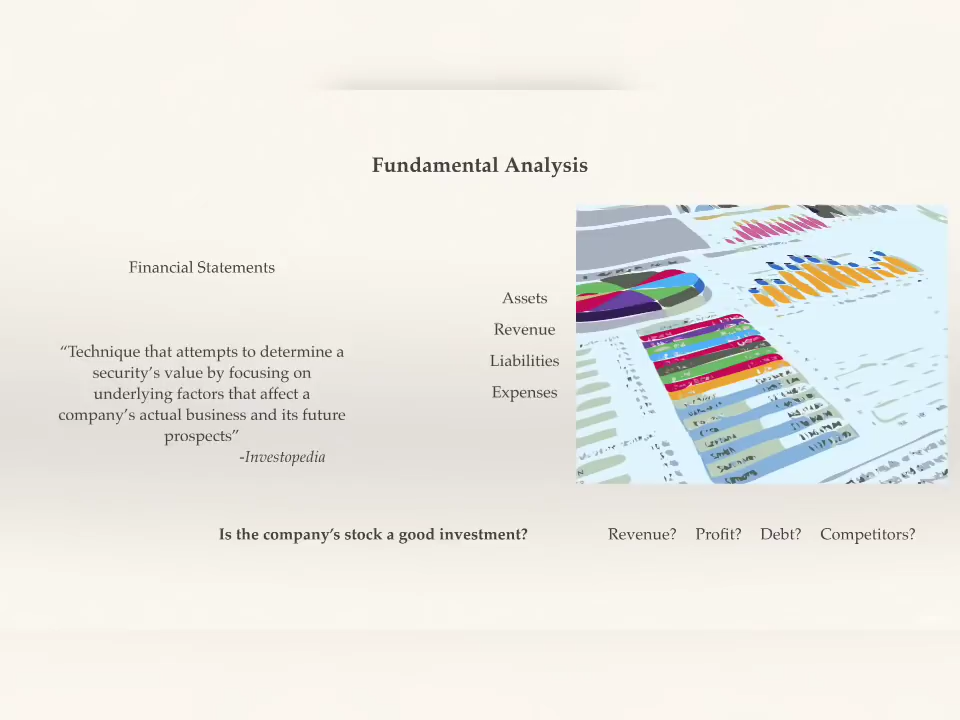 Fundamental Analysis
Financial Statements
“Technique that attempts to determine a
security’s value by focusing on
underlying factors that affect a
company’s actual business and its future
prospects”
-Investopedia
Assets
Revenue
Liabilities
Expenses
Is the company’s stock a good investment?
Revenue? Profit? Debt? Competitors?